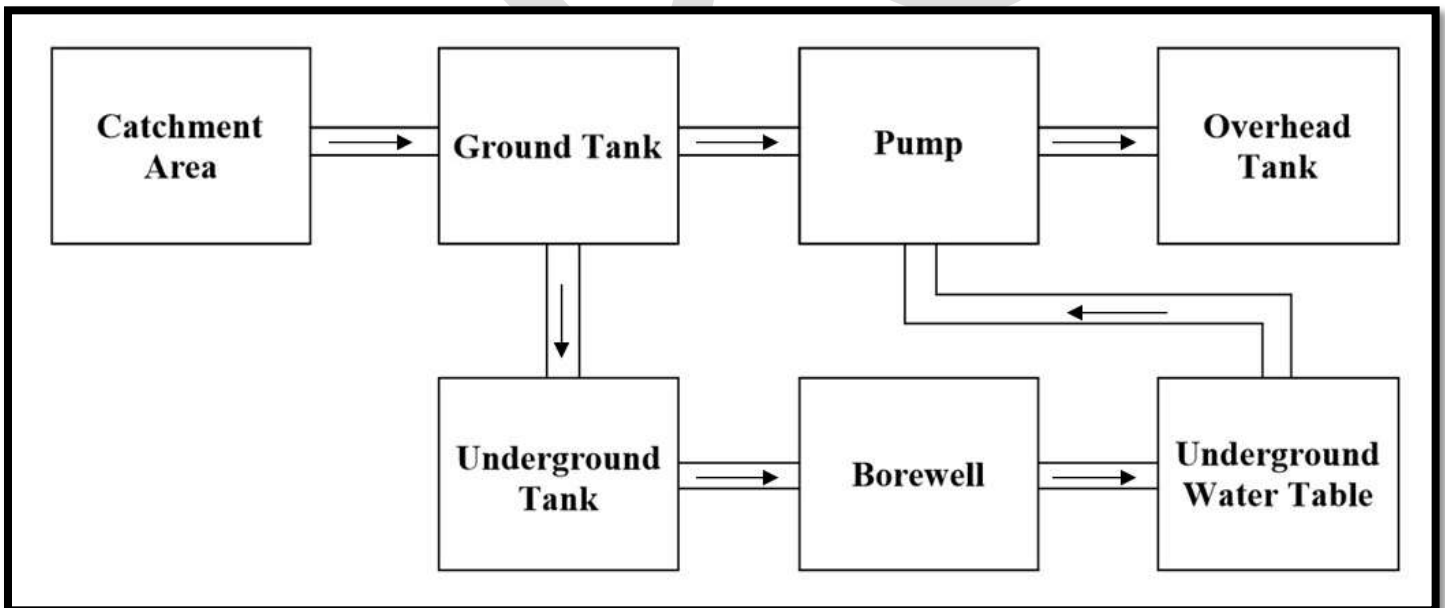 Catchment
Area
Ground Tank
Pump
Overhead
Tank
Underground
Tank
Borewell
Underground
Water Table